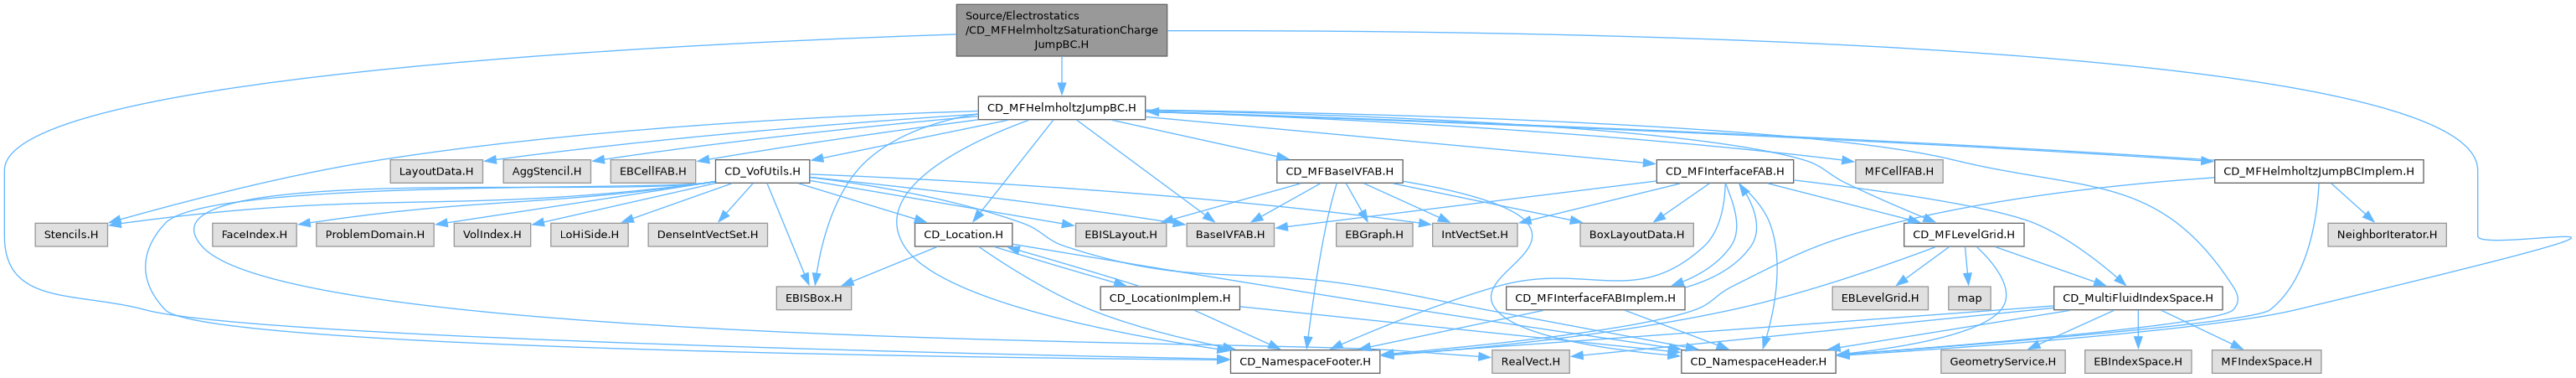 Source/Electrostatics
/CD_MFHelmholtzSaturationCharge
JumpBC.H
CD_MFHelmholtzJumpBC.H
LayoutData.H
AggStencil.H
EBCellFAB.H
CD_VofUtils.H
CD_MFBaseIVFAB.H
CD_MFInterfaceFAB.H
MFCellFAB.H
CD_MFHelmholtzJumpBCImplem.H
Stencils.H
FaceIndex.H
ProblemDomain.H
VolIndex.H
LoHiSide.H
DenseIntVectSet.H
CD_Location.H
EBISLayout.H
BaseIVFAB.H
EBGraph.H
IntVectSet.H
BoxLayoutData.H
CD_MFLevelGrid.H
NeighborIterator.H
EBISBox.H
CD_LocationImplem.H
CD_MFInterfaceFABImplem.H
EBLevelGrid.H
map
CD_MultiFluidIndexSpace.H
CD_NamespaceFooter.H
RealVect.H
CD_NamespaceHeader.H
GeometryService.H
EBIndexSpace.H
MFIndexSpace.H